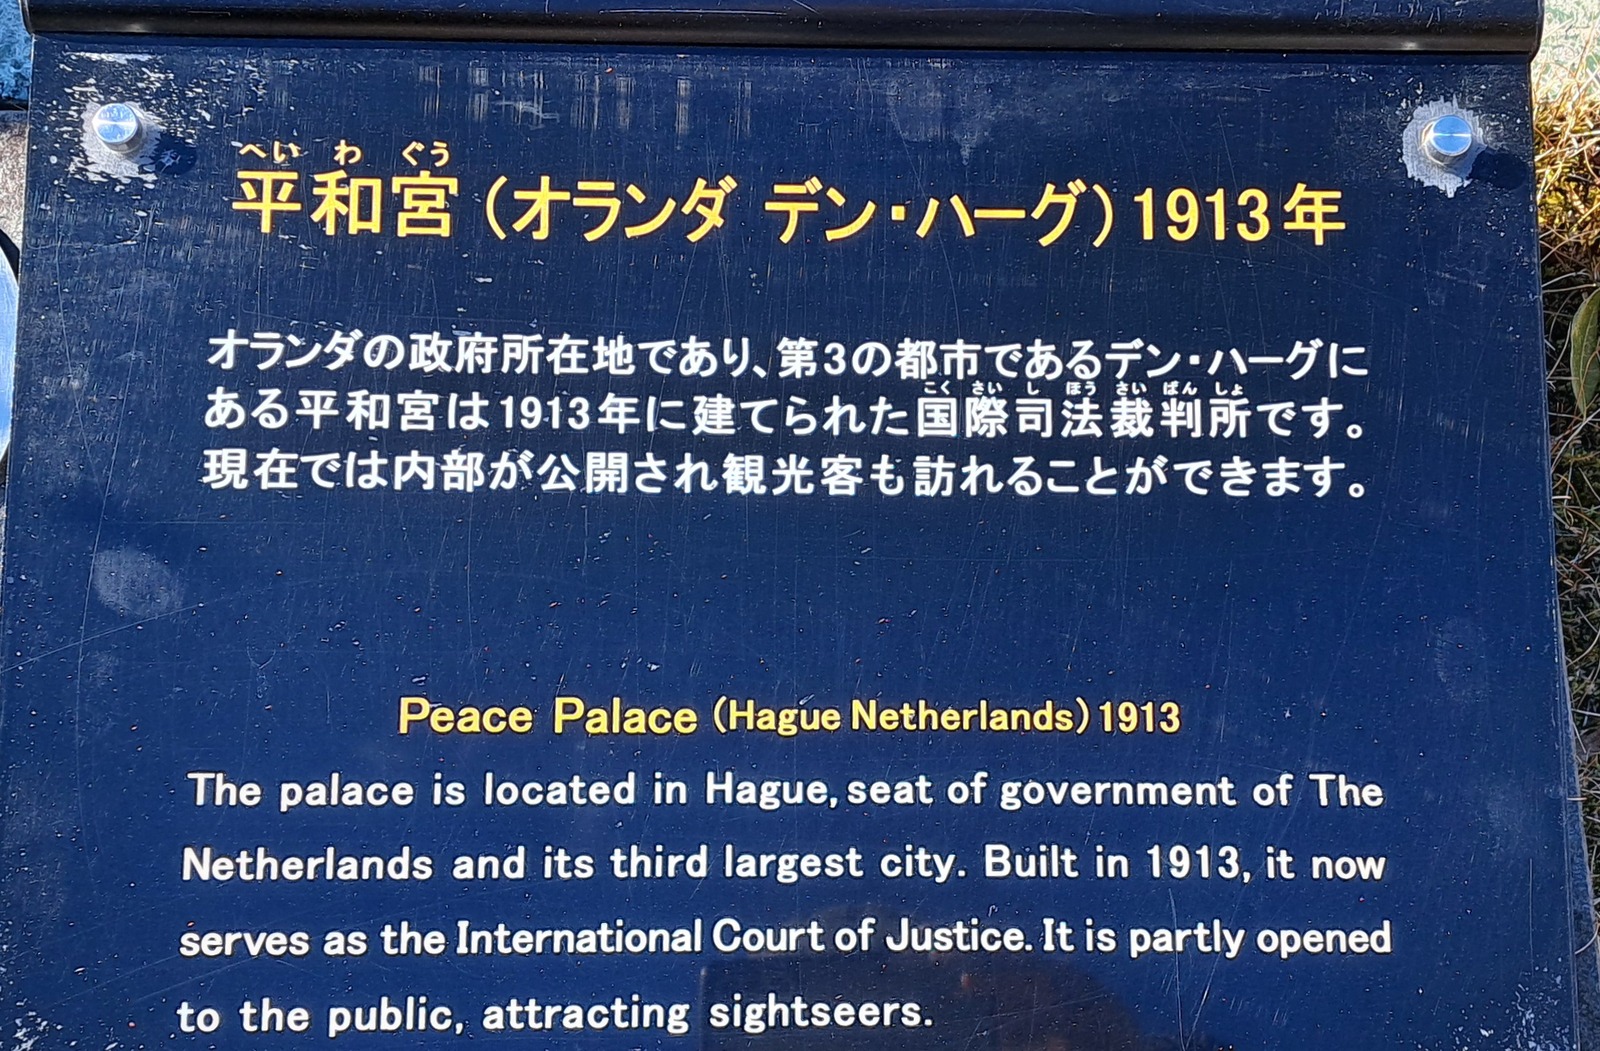 へいわぐう
平和宮（オランダ デン・ハーグ）1913年
オランダの政府所在地であり、第3の都市であるデン・ハーグに
こくさいしほうさいばんしょ
ある平和宮は1913年に建てられた国際司法裁判所です。
現在では内部が公開され観光客も訪れることができます。
Peace Palace (Hague Netherlands) 1913
The palace is located in Hague, seat of government of The
Netherlands and its third largest city. Built in 1913, it now
serves as the International Court of Justice. It is partly opened
to the public, attracting sightseers.